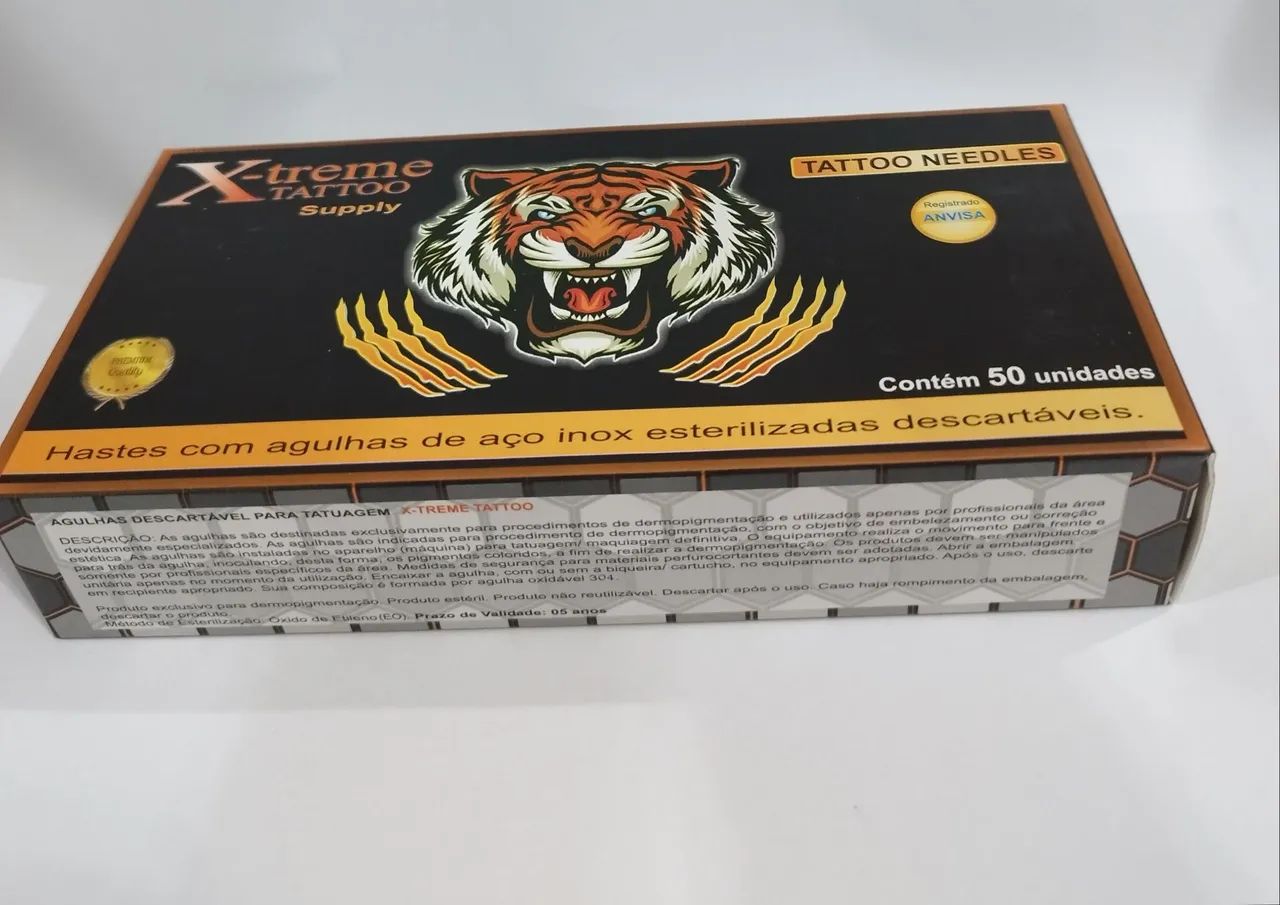 X-treme
TATTOO
Supply
TATTOO NEEDLES
Registrado
ANVISA
PREMIUM
Quality
Contém 50 unidades
Hastes com agulhas de aço inox esterilizadas descartáveis.
AGULHAS DESCARTÁVEL PARA TATUAGEM X-TREME TATTOO
DESCRIÇÃO: As agulhas são destinadas exclusivamente para procedimentos de dermopigmentação e utilizados apenas por profissionais da área
devidamente especializados. As agulhas são indicadas para procedimento de dermopigmentação, com o objetivo de embelezamento ou correção
estética. As agulhas são instaladas no aparelho (máquina) para tatuagem/ maquiagem definitiva. O equipamento realiza o movimento para frente e
para trás da agulha, inoculando, desta forma, os pigmentos coloridos, a fim de realizar a dermopigmentação. Os produtos devem ser manipulados
somente por profissionais específicos da área. Medidas de segurança para materiais perfurocortantes devem ser adotadas. Abrir a embalagem
unitária apenas no momento da utilização. Encaixar a agulha, com ou sem a biqueira/ cartucho, no equipamento apropriado. Após o uso, descarte
em recipiente apropriado. Sua composição é formada por agulha oxidável 304.
Produto exclusivo para dermopigmentação. Produto estéril. Produto não reutilizável. Descartar após o uso. Caso haja rompimento da embalagem,
descartar o produto.
Método de Esterilização: Óxido de Etileno(EO). Prazo de Validade: 05 anos